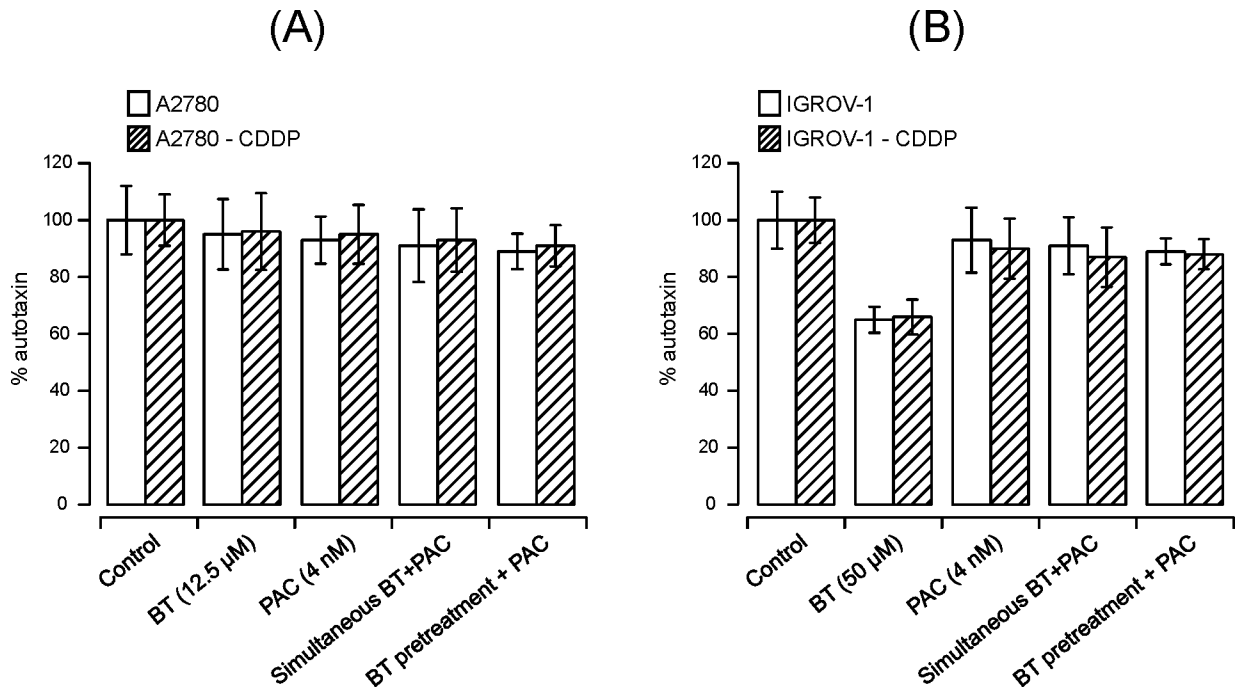 (A)
A2780
A2780 - CDDP
% autotaxin
120
100
80
60
40
20
0
Control
BT (12.5 µM)
PAC (4 nM)
Simultaneous BT+PAC
BT pretreatment + PAC
(B)
IGROV-1
IGROV-1 - CDDP
% autotaxin
120
100
80
60
40
20
0
Control
BT (50 µM)
PAC (4 nM)
Simultaneous BT+PAC
BT pretreatment + PAC